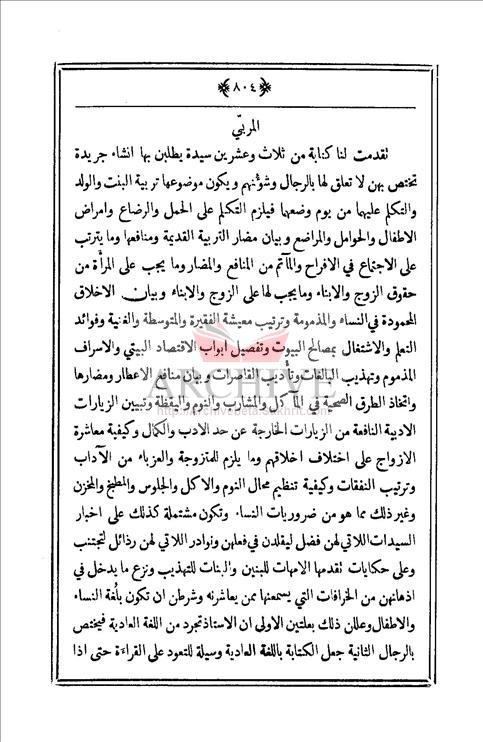 ٨٠٤
المربّي
تقدمت لنا كتابة من ثلاث وعشرين سيدة يطلبن بها انشاء جريدة
تختص بهن لا تعلق لها بالرجال وشؤنهم ويكون موضوعها تربية البنت والولد
والتكلم عليهما من يوم وضعهما فيلزم التكلم على الحمل والرضاع وامراض
الاطفال والحوامل والمراضع وبيان مضار التربية القديمة ومنافعها وما يترتب
على الاجتماع في الافراح والمآتم من المنافع والمضار وما يجب على المرأة من
حقوق الزوج والابناء وما يجب لها على الزوج والابناء وبيان الاخلاق
المحمودة في النساء والمذمومة وترتيب معيشة الفقيرة والمتوسطة والغنية وفوائد
التعلم والاشتغال بمصالح البيوت وتفصيل ابواب الاقتصاد البيتي والاسراف
المذموم وتهذيب البالغات وتأديب القاصرات وبيان منافع الاعطار ومضارها
واتخاذ الطرق الصحية في المآكل والمشارب والنوم واليقظة وتبيين الزيارات
الادبية النافعة من الزيارات الخارجة عن حد الادب والكمال وكيفية معاشرة
الازواج على اختلاف اخلاقهم وما يلزم للمتزوجة والعزباء من الآداب
وترتيب النفقات وكيفية تنظيم محال النوم والاكل والجلوس والمطبخ والمخزن
وغير ذلك مما هو من ضروريات النساء وتكون مشتملة كذلك على اخبار
السيدات اللاتي لهن فضل ليقلدن في فعلهن ونوادر اللاتي لهن رذائل لتجتنب
وعلى حكايات تقدمها الامهات للبنين والبنات للتهذيب ونزع ما يدخل في
اذهانهن من الخرافات التي يسمعنها ممن يعاشرنه وشرطن ان تكون بلغة النساء
والاطفال وعللن ذلك بعلتين الاولى ان الاستاذ تجرد من اللغة العادية فيختص
بالرجال الثانية جعل الكتابة باللغة العادية وسيلة للتعود على القراءة حتى اذا
ARCHIVE